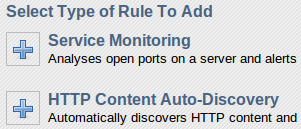 Select Type of Rule To Add
Service Monitoring
Analyses open ports on a server and alerts
HTTP Content Auto-Discovery
Automatically discovers HTTP content and